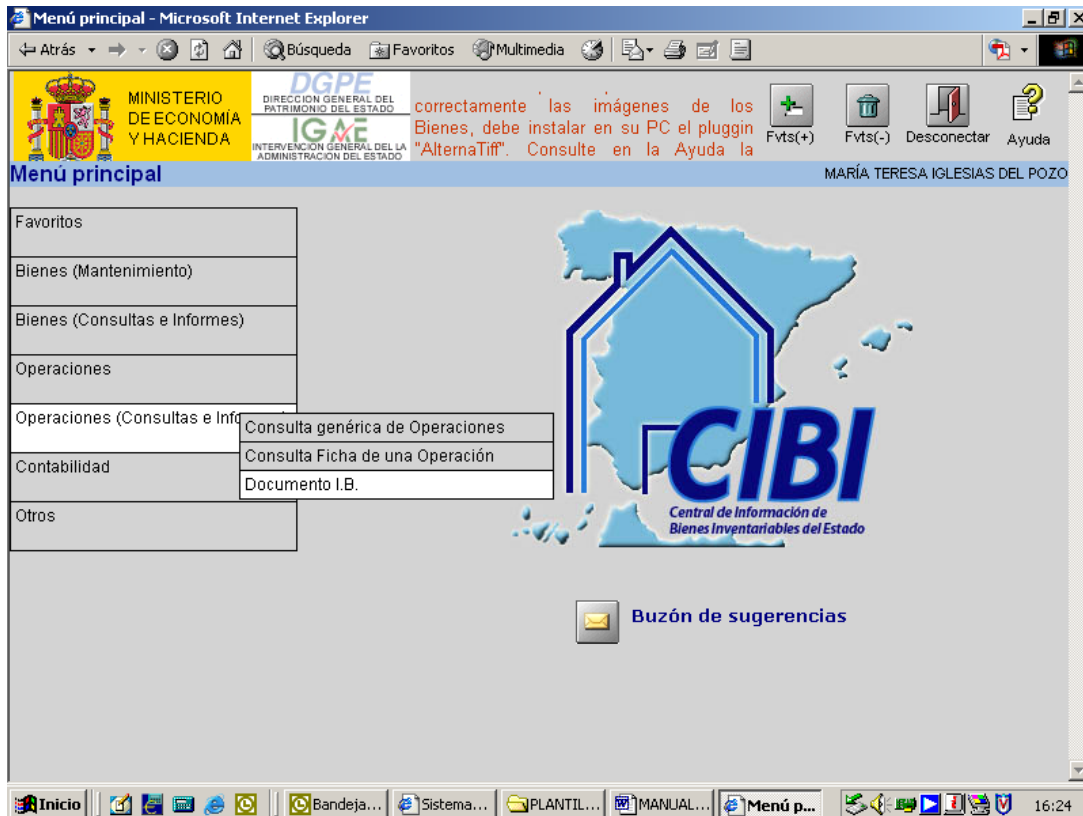 Menú principal - Microsoft Internet Explorer
Atrás
Búsqueda
Favoritos
Multimedia
MINISTERIO
DE ECONOMÍA
Y HACIENDA
DGPE
DIRECCION GENERAL DEL
PATRIMONIO DEL ESTADO
IGAE
INTERVENCION GENERAL DEL LA
ADMINISTRACION DEL ESTADO
correctamente las imágenes de los
Bienes, debe instalar en su PC el pluggin
"AlternaTiff". Consulte en la Ayuda la
Fvts(+)
Fvts(-)
Desconectar
Ayuda
Menú principal
MARÍA TERESA IGLESIAS DEL POZO
Favoritos
Bienes (Mantenimiento)
Bienes (Consultas e Informes)
Operaciones
Operaciones (Consultas e Info
Consulta genérica de Operaciones
Consulta Ficha de una Operación
Documento I.B.
Contabilidad
Otros
CIBI
Central de Información de
Bienes Inventariables del Estado
Buzón de sugerencias
Inicio
Bandeja...
Sistema...
PLANTIL...
MANUAL...
Menú p...
16:24